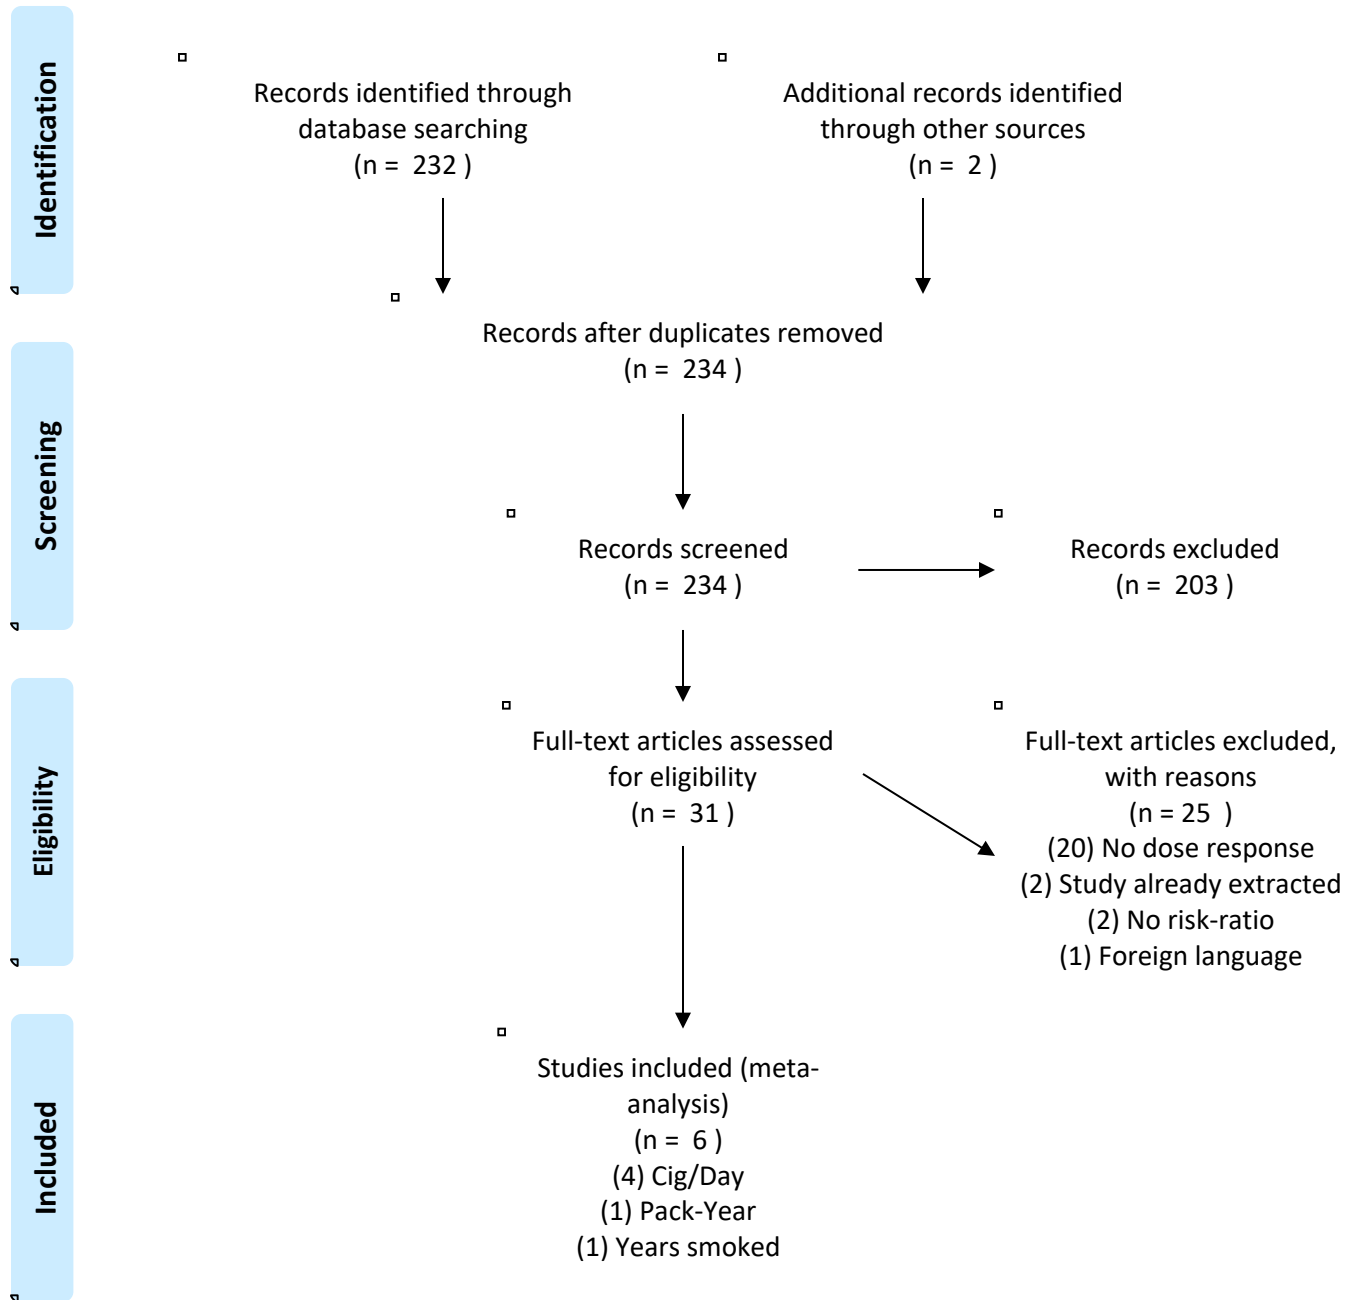 Identification
Records identified through
database searching
(n =  232 )
Additional records identified
through other sources
(n =  2 )
Records after duplicates removed
(n =  234 )
Screening
Records screened
(n =  234 )
Records excluded
(n =  203 )
Eligibility
Full-text articles assessed
for eligibility
(n =  31 )
Full-text articles excluded,
with reasons
(n = 25  )
(20) No dose response
(2) Study already extracted
(2) No risk-ratio
(1) Foreign language
Included
Studies included (meta-
analysis)
(n =  6 )
(4) Cig/Day
(1) Pack-Year
(1) Years smoked